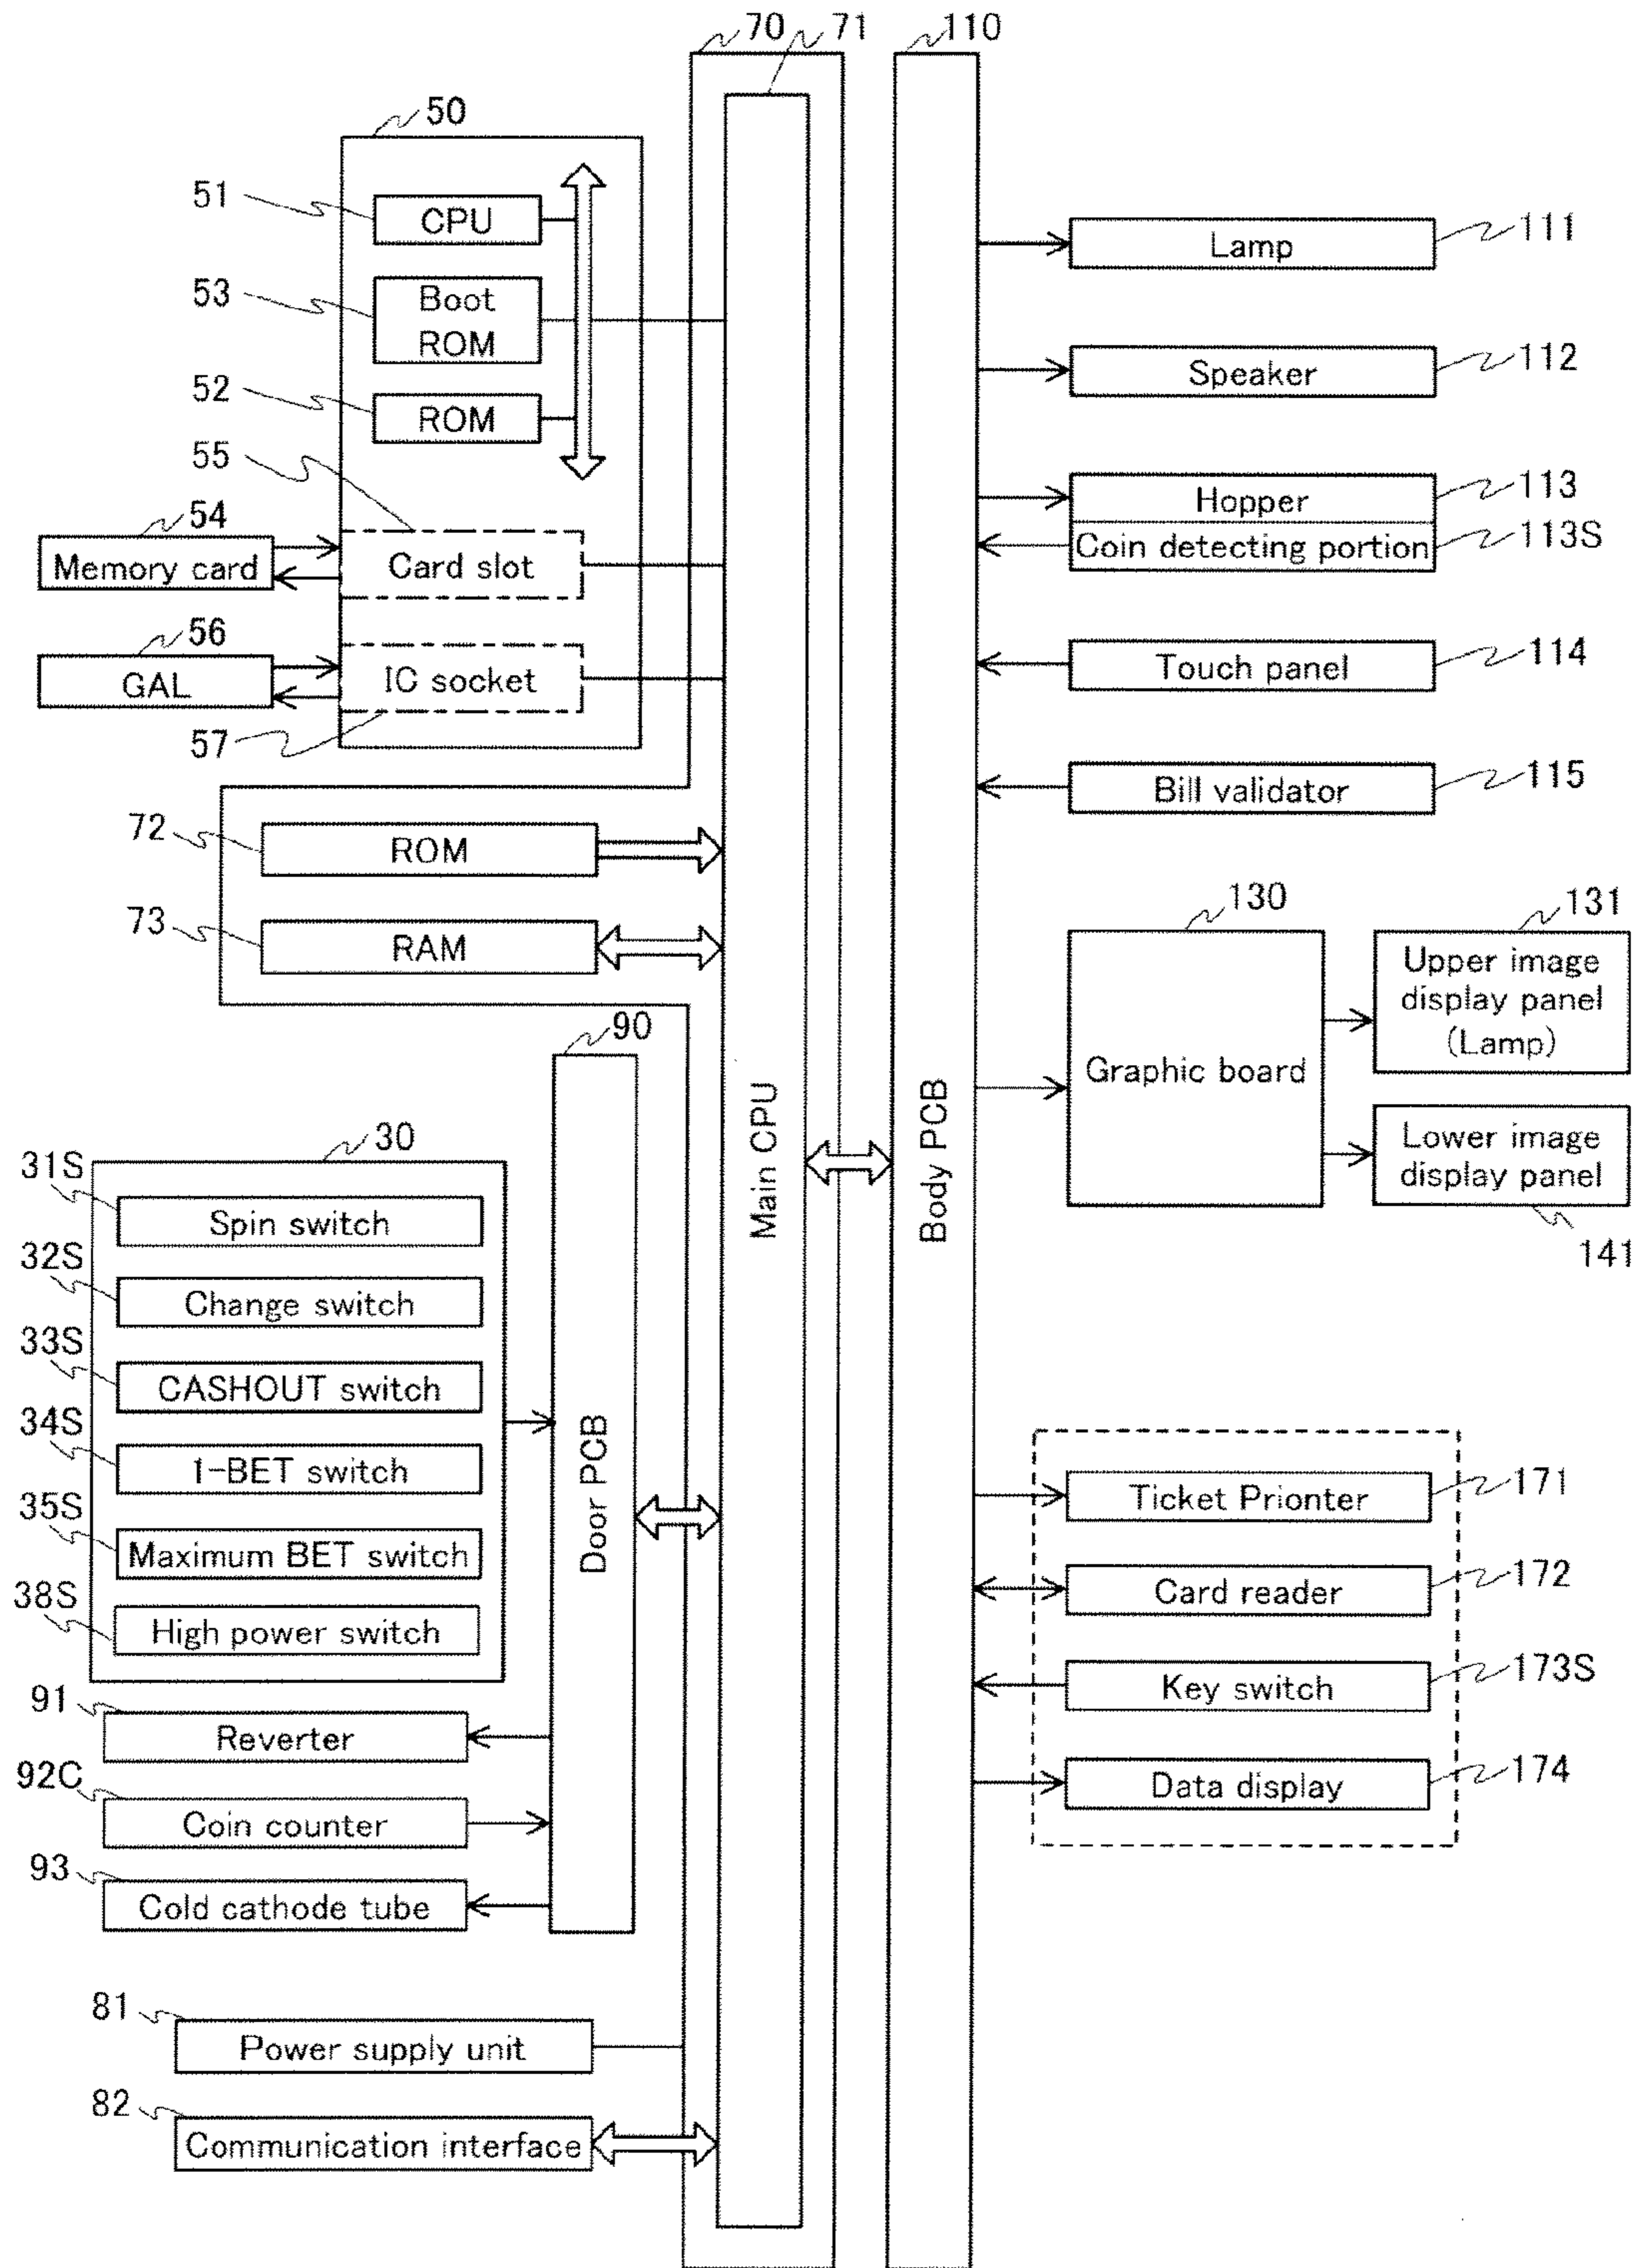 70
71
110
50
51
CPU
53
Boot
ROM
52
ROM
55
54
Memory card
Card slot
56
GAL
IC socket
57
72
ROM
73
RAM
90
30
31S
Spin switch
32S
Change switch
33S
CASHOUT switch
34S
1-BET switch
35S
Maximum BET switch
38S
High power switch
91
Reverter
92C
Coin counter
93
Cold cathode tube
Door PCB
81
Power supply unit
82
Communication interface
Main CPU
Body PCB
Lamp
111
Speaker
112
Hopper
113
Coin detecting portion
113S
Touch panel
114
Bill validator
115
130
Graphic board
131
Upper image
display panel
(Lamp)
Lower image
display panel
141
Ticket Prionter
171
Card reader
172
Key switch
173S
Data display
174